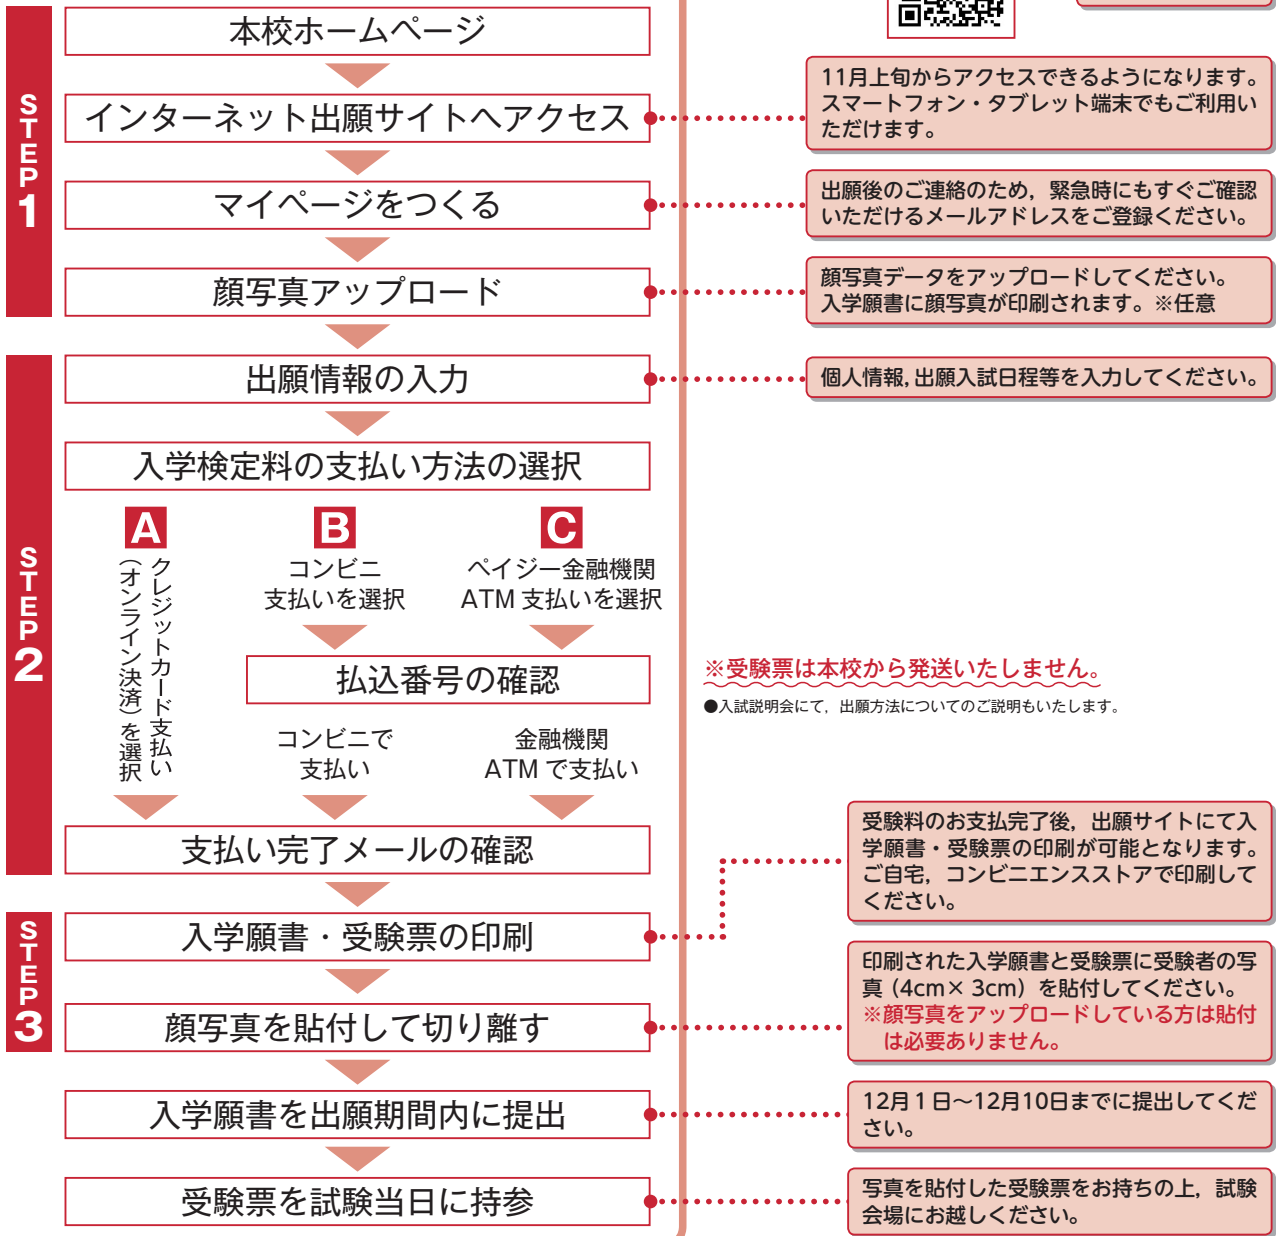 STEP1
本校ホームページ
インターネット出願サイトへアクセス
11月上旬からアクセスできるようになります。
スマートフォン・タブレット端末でもご利用い
ただけます。
マイページをつくる
出願後のご連絡のため，緊急時にもすぐご確認
いただけるメールアドレスをご登録ください。
顔写真アップロード
顔写真データをアップロードしてください。
入学願書に顔写真が印刷されます。※任意
STEP2
出願情報の入力
個人情報，出願入試日程等を入力してください。
入学検定料の支払い方法の選択
A
クレジットカード支払い
（オンライン決済）を選択
B
コンビニ
支払いを選択
C
ペイジー金融機関
ATM 支払いを選択
払込番号の確認
コンビニで
支払い
金融機関
ATM で支払い
※受験票は本校から発送いたしません。
●入試説明会にて，出願方法についてのご説明もいたします。
支払い完了メールの確認
STEP3
入学願書・受験票の印刷
受験料のお支払完了後，出願サイトにて入
学願書・受験票の印刷が可能となります。
ご自宅，コンビニエンスストアで印刷して
ください。
顔写真を貼付して切り離す
印刷された入学願書と受験票に受験者の写
真（4cm×3cm）を貼付してください。
※顔写真をアップロードしている方は貼付
は必要ありません。
入学願書を出願期間内に提出
12月1日～12月10日までに提出してくだ
さい。
受験票を試験当日に持参
写真を貼付した受験票をお持ちの上，試験
会場にお越しください。